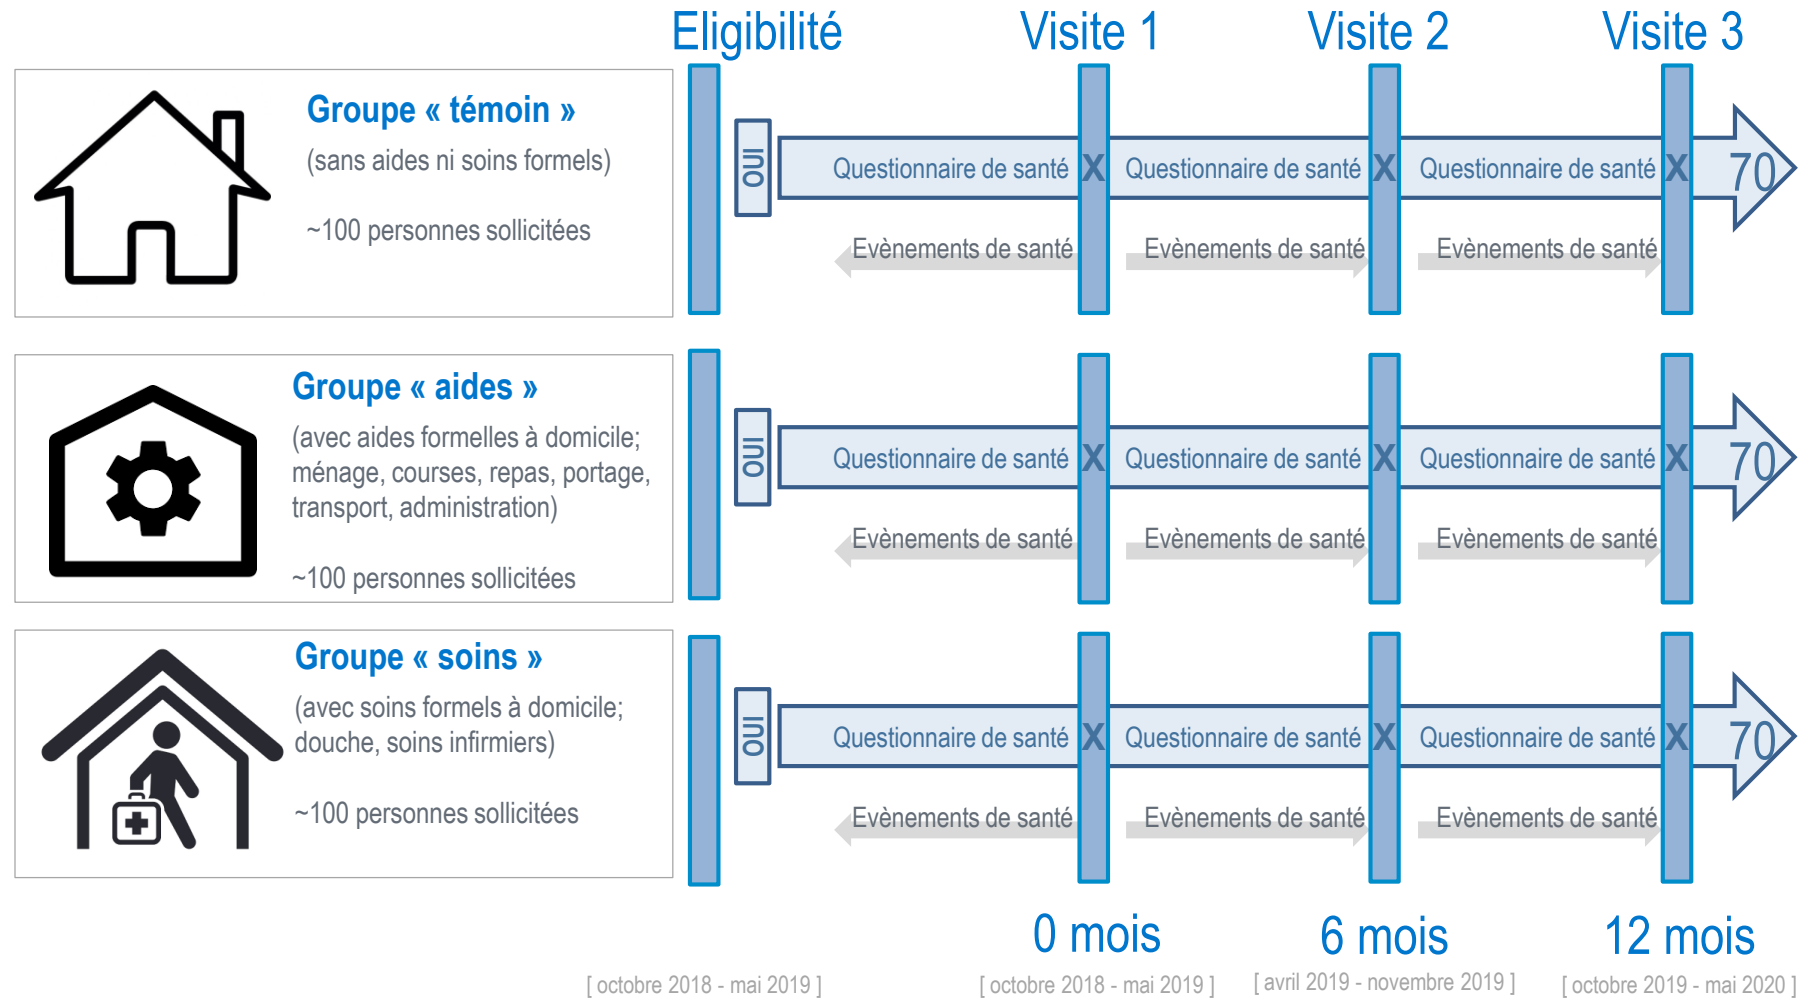 Eligibilité
Visite 1
Visite 2
Visite 3
Groupe « témoin »
(sans aides ni soins formels)
~100 personnes sollicitées
OUI
Questionnaire de santé
X
Questionnaire de santé
X
Questionnaire de santé
X
70
Evènements de santé
Evènements de santé
Evènements de santé
Groupe « aides »
(avec aides formelles à domicile;
ménage, courses, repas, portage,
transport, administration)
~100 personnes sollicitées
OUI
Questionnaire de santé
X
Questionnaire de santé
X
Questionnaire de santé
X
70
Evènements de santé
Evènements de santé
Evènements de santé
Groupe « soins »
(avec soins formels à domicile;
douche, soins infirmiers)
~100 personnes sollicitées
OUI
Questionnaire de santé
X
Questionnaire de santé
X
Questionnaire de santé
X
70
Evènements de santé
Evènements de santé
Evènements de santé
0 mois
6 mois
12 mois
[ octobre 2018 - mai 2019 ]
[ octobre 2018 - mai 2019 ]
[ avril 2019 - novembre 2019 ]
[ octobre 2019 - mai 2020 ]